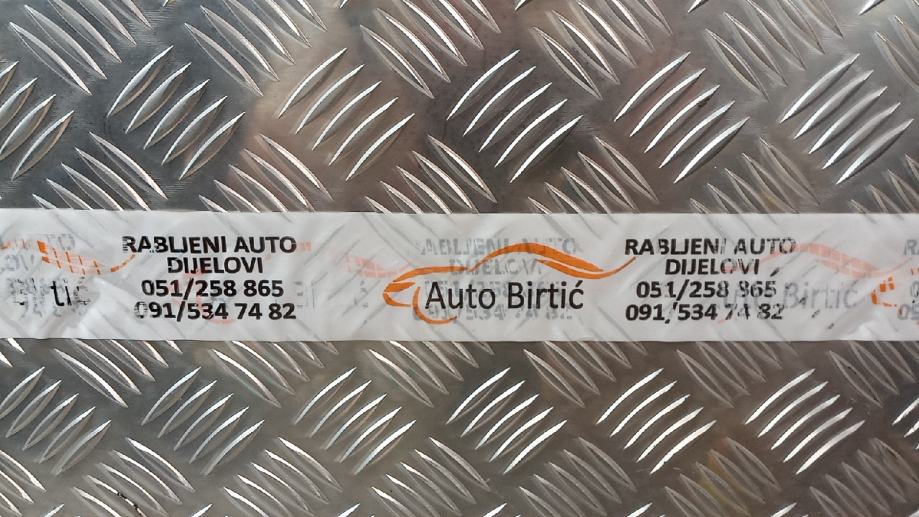 Birtić
RABLJENI AUTO
DIJELOVI
051/258 865
091/534 74 82
Auto Birtić
RABLJENI AUTO
DIJELOVI
051/258 865
091/534 74 82